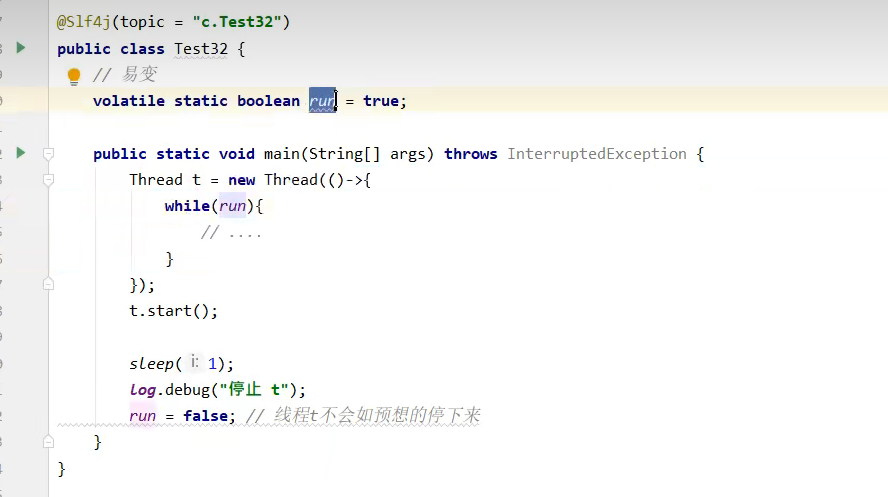 @Slf4j(topic = "c.Test32")
public class Test32 {
// 易变
volatile static boolean run = true;
public static void main(String[] args) throws InterruptedException {
Thread t = new Thread(()->{
while(run){
// ....
}
});
t.start();
sleep( i: 1);
log.debug("停止 t");
run = false; // 线程t不会如预想的停下来
}
}